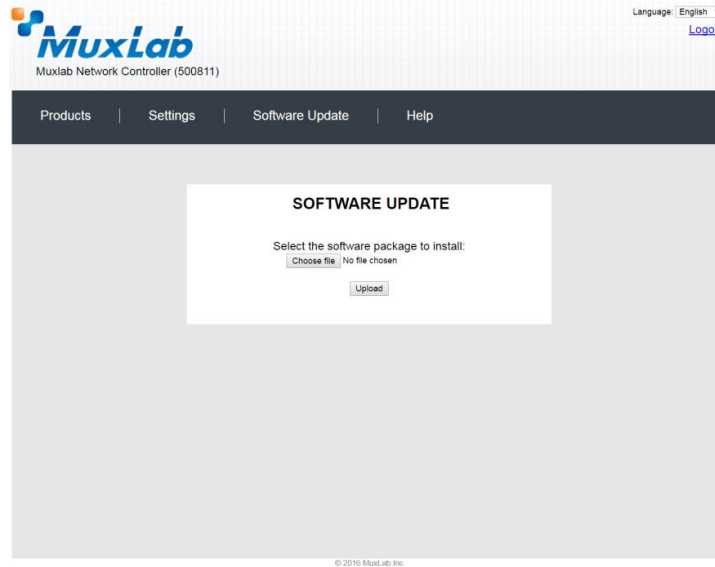 Language: English
Logo
MuxLab
Muxlab Network Controller (500811)
Products | Settings | Software Update | Help
SOFTWARE UPDATE
Select the software package to install:
Choose file No file chosen
Upload
© 2016 MuxLab Inc